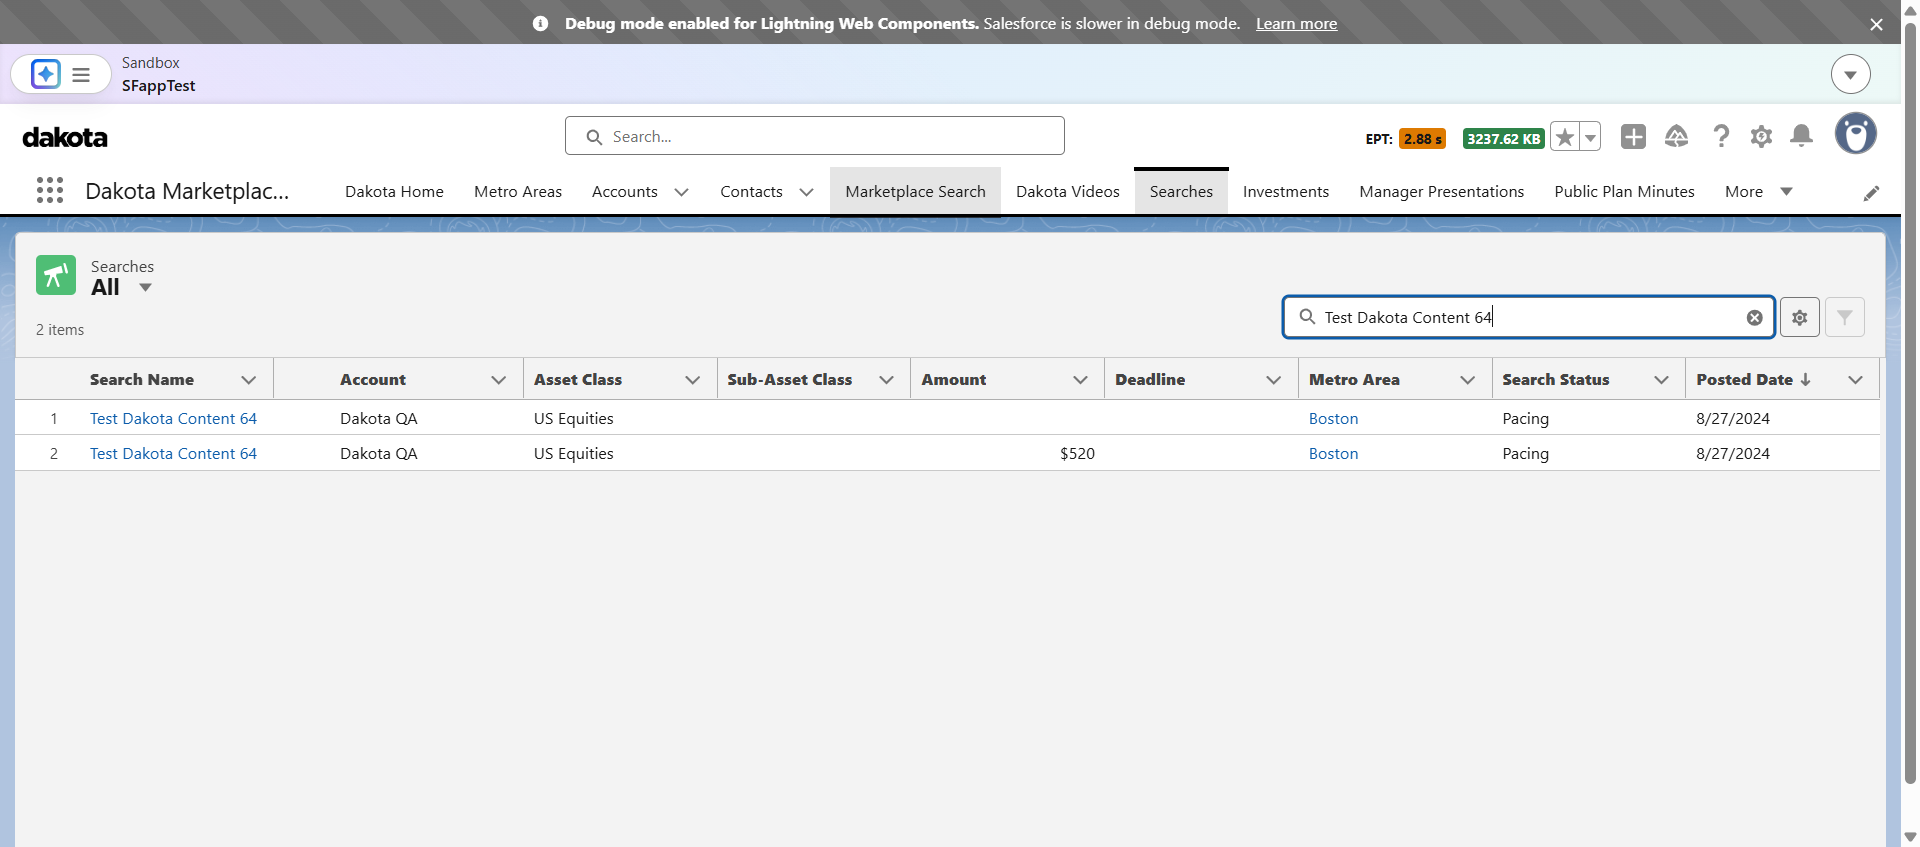 Debug mode enabled for Lightning Web Components. Salesforce is slower in debug mode. Learn more
Sandbox
SFappTest
dakota
Search...
EPT: 2.88 s 3237.62 KB
Dakota Marketplac... Dakota Home Metro Areas Accounts Contacts Marketplace Search Dakota Videos Searches Investments Manager Presentations Public Plan Minutes More
Searches
All
2 items
Test Dakota Content 64
Search Name Account Asset Class Sub-Asset Class Amount Deadline Metro Area Search Status Posted Date
1 Test Dakota Content 64 Dakota QA US Equities Boston Pacing 8/27/2024
2 Test Dakota Content 64 Dakota QA US Equities $520 Boston Pacing 8/27/2024